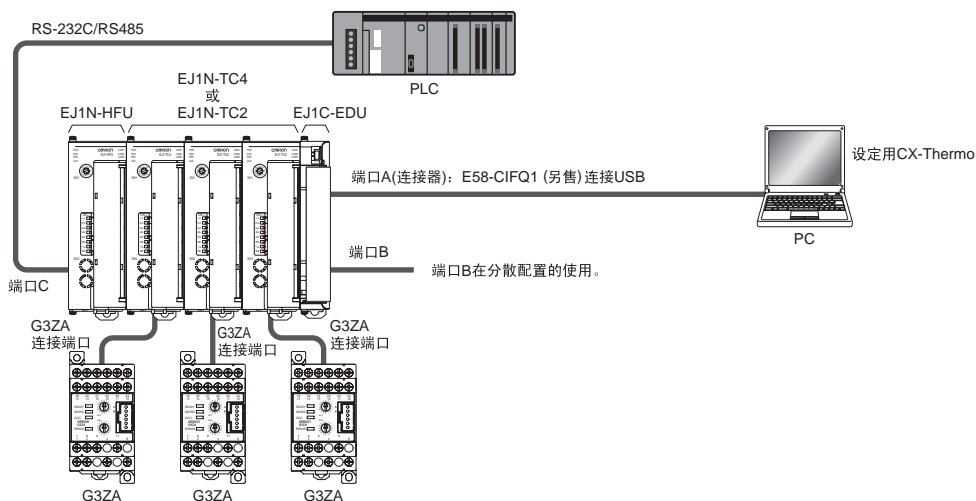 RS-232C/RS485
PLC
EJ1N-TC4
或
EJ1N-HFU
EJ1N-TC2
EJ1C-EDU
端口A(连接器)：E58-CIFQ1 (另售)连接USB
设定用CX-Thermo
PC
端口B
端口B在分散配置的使用。
端口C
G3ZA
连接端口
G3ZA
连接端口
G3ZA
连接端口
G3ZA
G3ZA
G3ZA